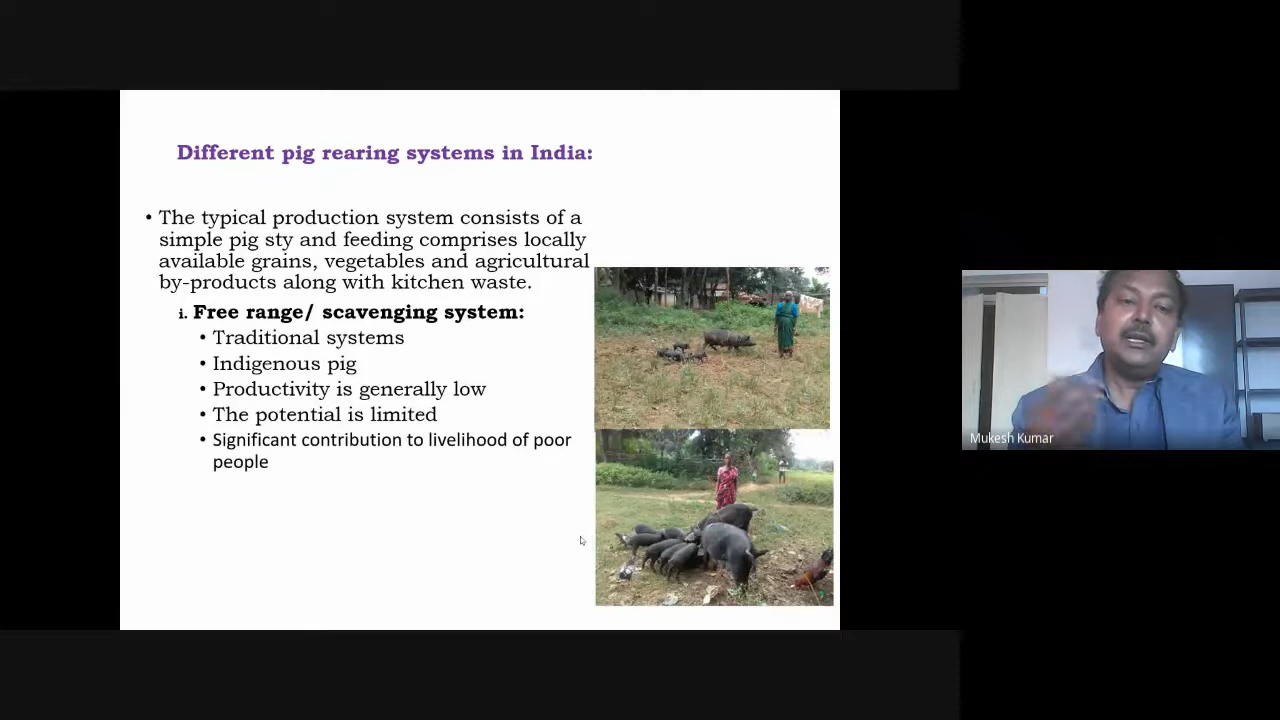 Different pig rearing systems in India:
• The typical production system consists of a
simple pig sty and feeding comprises locally
available grains, vegetables and agricultural
by-products along with kitchen waste.
i. Free range/ scavenging system:
• Traditional systems
• Indigenous pig
• Productivity is generally low
• The potential is limited
• Significant contribution to livelihood of poor
people
Mukesh Kumar